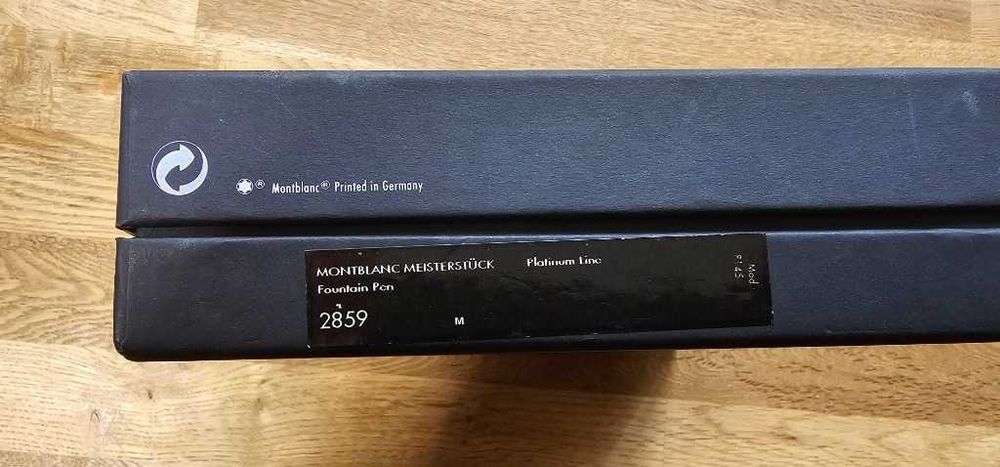 ® Montblanc® Printed in Germany
MONTBLANC MEISTERSTÜCK Platinum Line
Fountain Pen
2859 M
Mod
P145